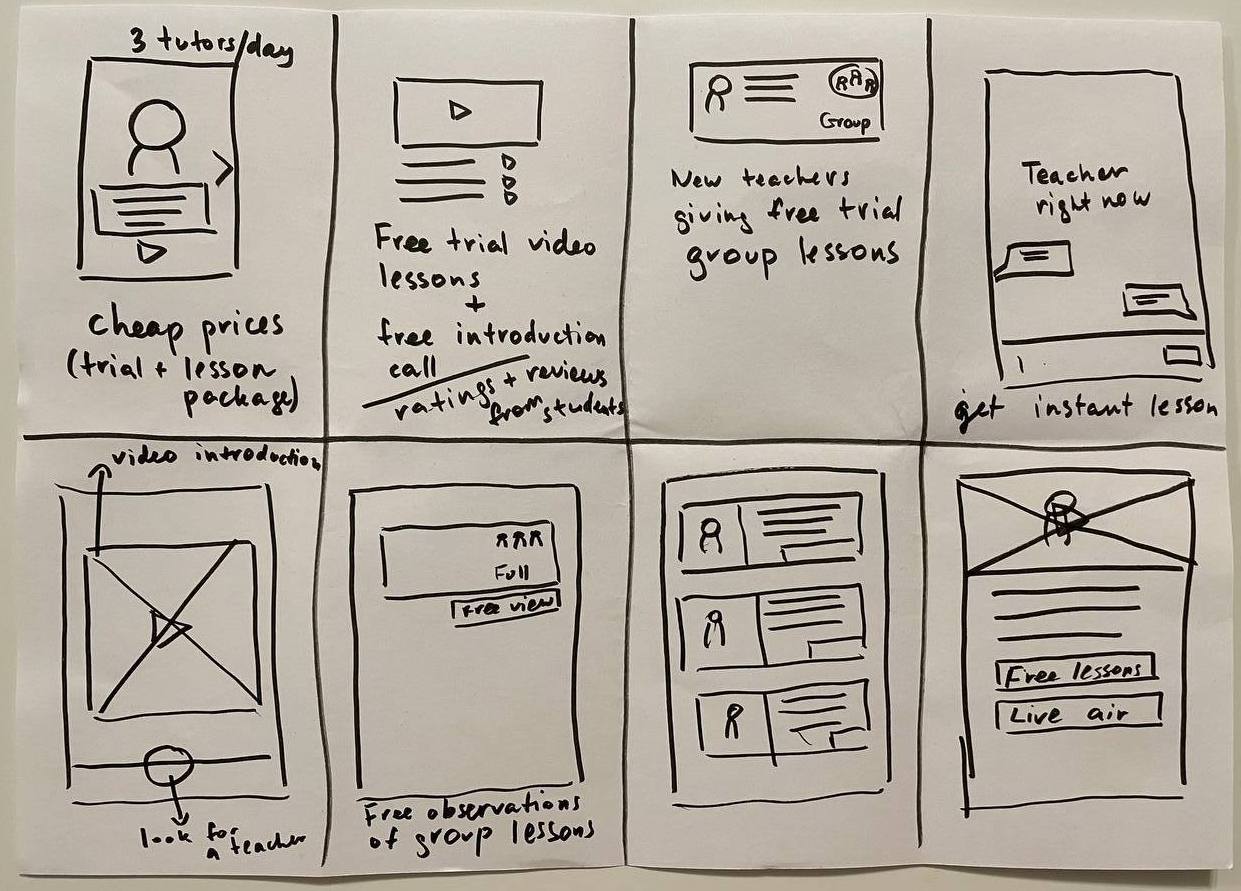 3 tutors/day
cheap prices
(trial + lesson
package)
Free trial video
lessons
+
free introduction
call
ratings + reviews
from students
Group
New teachers
giving free trial
group lessons
Teacher
right now
get instant lesson
video introduction
look for
a teacher
Full
Free view
Free observations
of group lessons
Free lessons
Live air